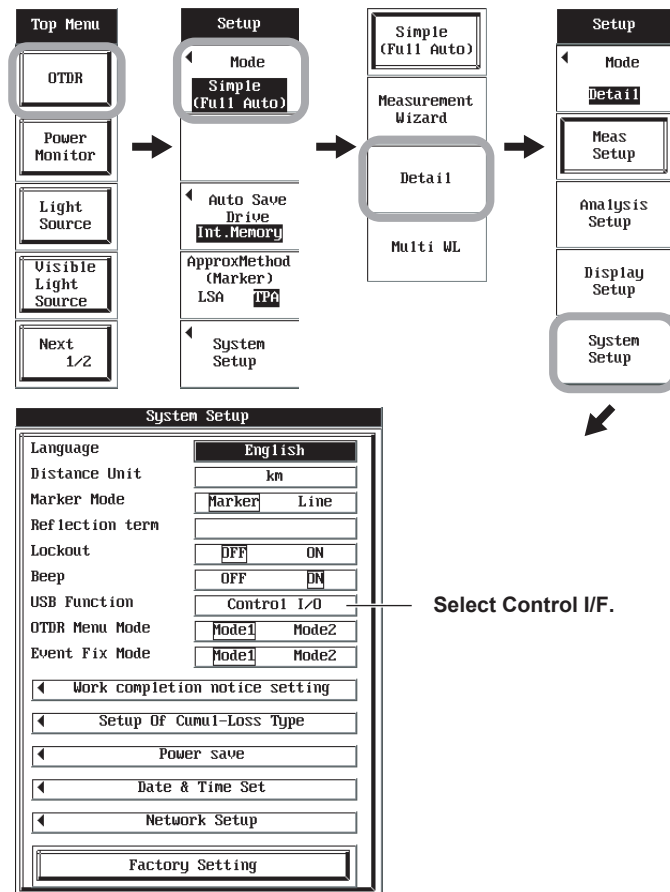 Top Menu
OTDR
Power
Monitor
Light
Source
Visible
Light
Source
Next
1/2
Setup
Mode
Simple
(Full Auto)
Auto Save
Drive
Int.Memory
ApproxMethod
(Marker)
LSA TPA
System
Setup
Simple
(Full Auto)
Measurement
Wizard
Detail
Multi WL
Setup
Mode
Detail
Meas
Setup
Analysis
Setup
Display
Setup
System
Setup
System Setup
Language English
Distance Unit km
Marker Mode Marker Line
Reflection term
Lockout OFF ON
Beep OFF ON
USB Function Control I/O
Select Control I/F.
OTDR Menu Mode Mode1 Mode2
Event Fix Mode Mode1 Mode2
Work completion notice setting
Setup Of Cumul-Loss Type
Power save
Date & Time Set
Network Setup
Factory Setting